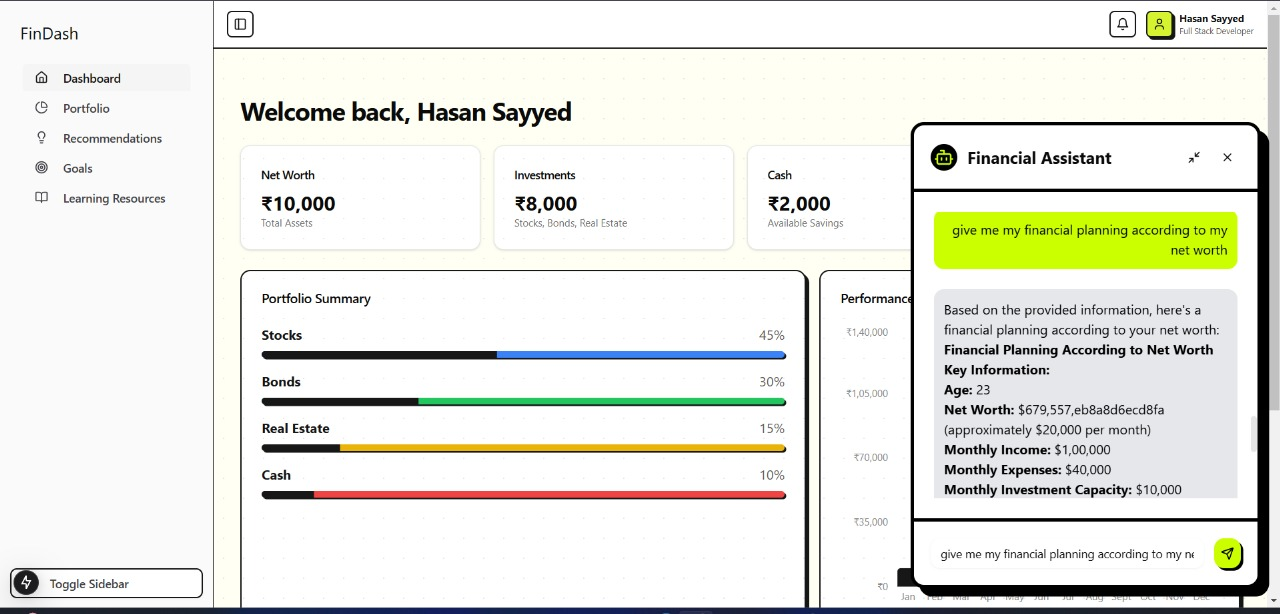 FinDash
Dashboard
Portfolio
Recommendations
Goals
Learning Resources
Toggle Sidebar
Hasan Sayyed
Full Stack Developer
Welcome back, Hasan Sayyed
Net Worth
₹10,000
Total Assets
Investments
₹8,000
Stocks, Bonds, Real Estate
Cash
₹2,000
Available Savings
Portfolio Summary
Stocks 45%
Bonds 30%
Real Estate 15%
Cash 10%
Performance
₹1,40,000
₹1,05,000
₹70,000
₹35,000
₹0
Jan Feb Mar Apr May Jun Jul Aug Sept Oct Nov Dec
Financial Assistant
give me my financial planning according to my
net worth
Based on the provided information, here's a
financial planning according to your net worth:
Financial Planning According to Net Worth
Key Information:
Age: 23
Net Worth: $679,557,eb8a8d6ecd8fa
(approximately $20,000 per month)
Monthly Income: $1,00,000
Monthly Expenses: $40,000
Monthly Investment Capacity: $10,000
give me my financial planning according to my ne